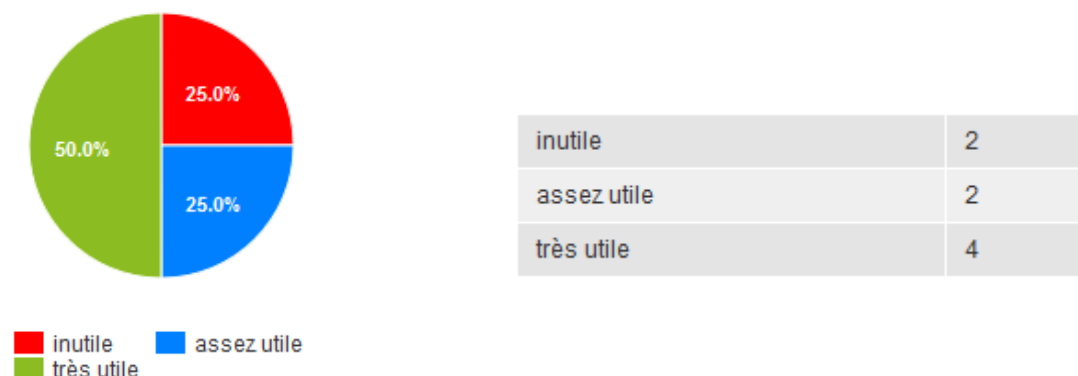 25.0%
50.0%
25.0%
inutile 2
assez utile 2
très utile 4
inutile assez utile
très utile